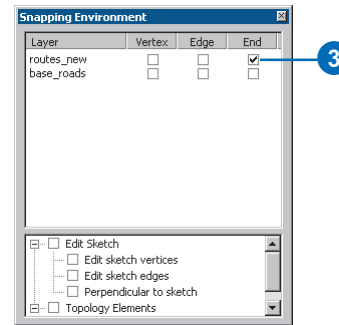 Snapping Environment
Layer Vertex Edge End
routes_new
base_roads
3
Edit Sketch
Edit sketch vertices
Edit sketch edges
Perpendicular to sketch
Topology Elements